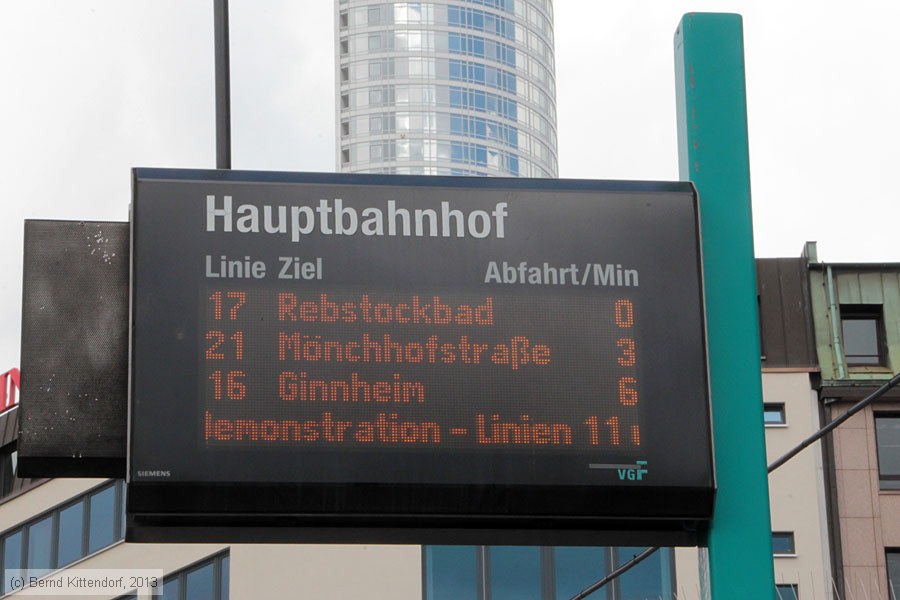 Hauptbahnhof
Linie Ziel Abfahrt/Min
17 Rebstockbad 0
21 Mönchhofstraße 3
16 Ginnheim 6
demonstration - Linien 11
SIEMENS
VGF
(c) Bernd Kittendorf, 2013